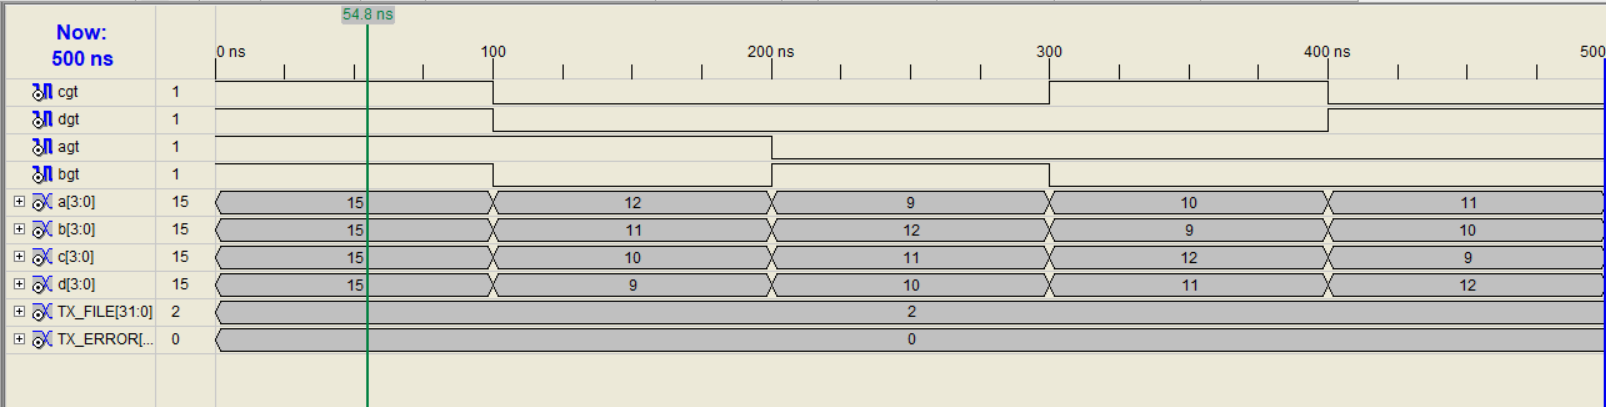 54.8 ns
Now:
500 ns
0 ns 100 200 ns 300 400 ns 500
cgt 1
dgt 1
agt 1
bgt 1
a[3:0] 15 15 12 9 10 11
b[3:0] 15 15 11 12 9 10
c[3:0] 15 15 10 11 12 9
d[3:0] 15 15 9 10 11 12
TX_FILE[31:0] 2 2
TX_ERROR[... 0 0